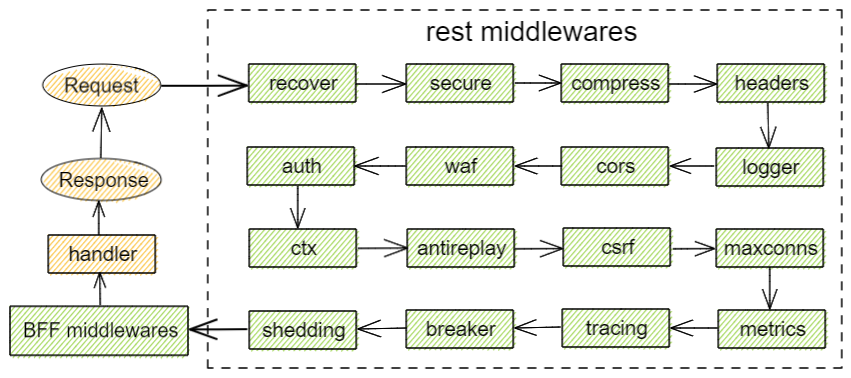 rest middlewares
Request
recover
secure
compress
headers
auth
waf
cors
logger
Response
ctx
antireplay
csrf
maxconns
handler
BFF middlewares
shedding
breaker
tracing
metrics